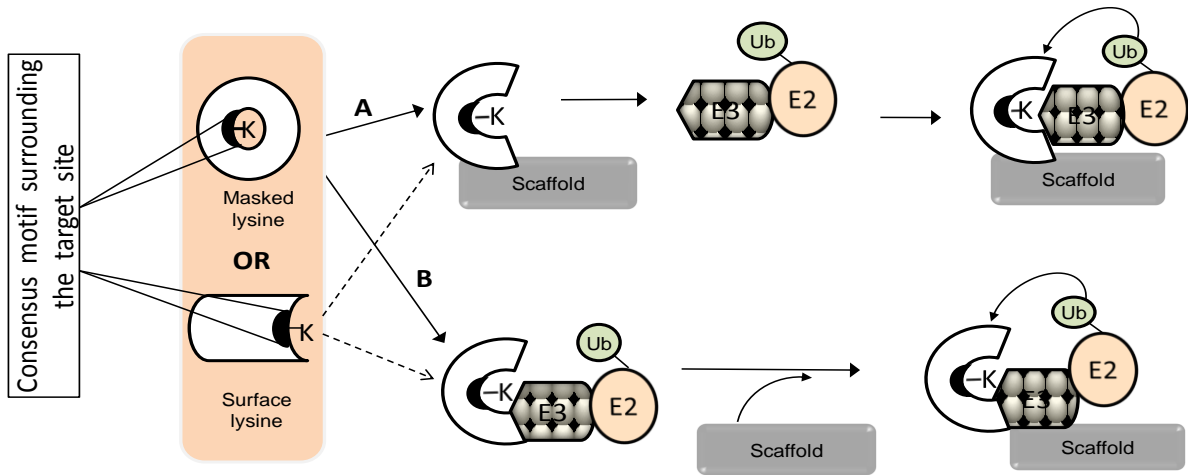 Consensus motif surrounding
the target site
K
Masked
lysine
OR
K
Surface
lysine
A
B
–K
Scaffold
Ub
E3
E2
Ub
–K
E3
E2
Scaffold
Ub
–K
E3
E2
Scaffold
Ub
–K
E3
E2
Scaffold